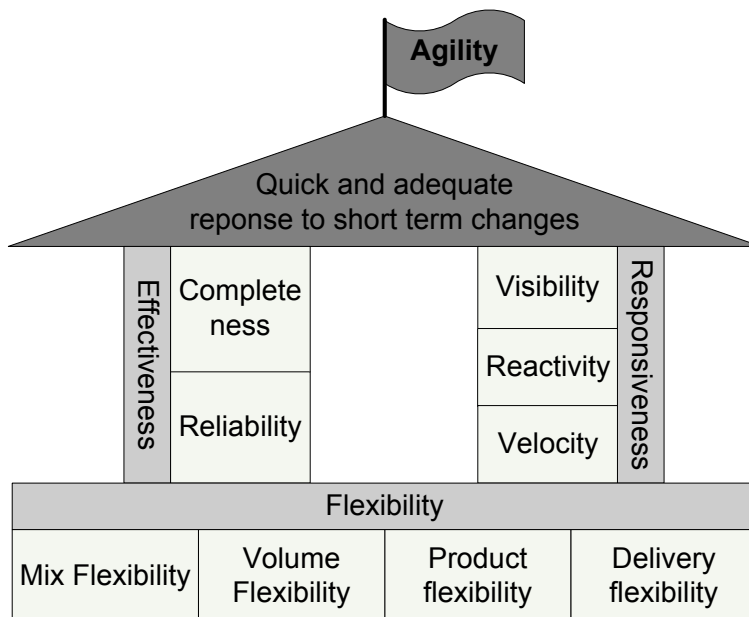 Agility
Quick and adequate
reponse to short term changes
Effectiveness
Complete
ness
Reliability
Visibility
Reactivity
Velocity
Responsiveness
Flexibility
Mix Flexibility
Volume
Flexibility
Product
flexibility
Delivery
flexibility